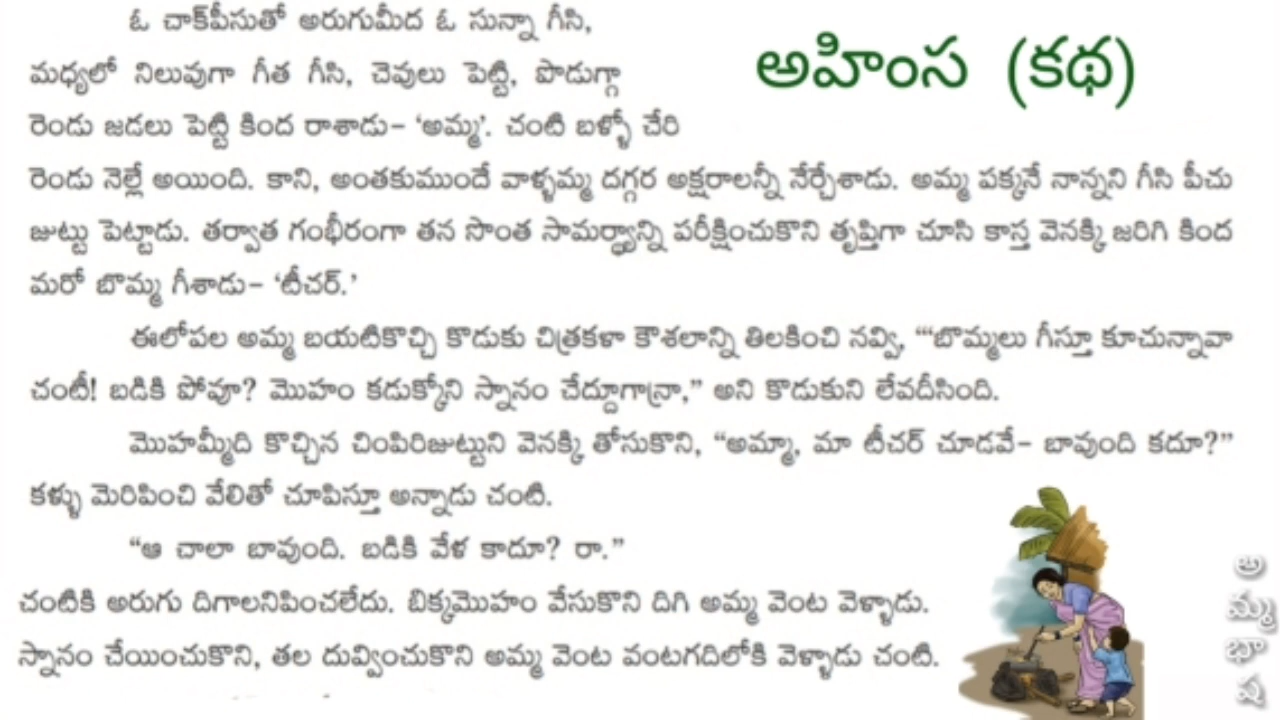 అహింస (కథ)
ఓ చాక్‌పీసుతో అరుగుమీద ఓ సున్నా గీసి,
మధ్యలో నిలువుగా గీత గీసి, చెవులు పెట్టి, పొడుగ్గా
రెండు జడలు పెట్టి కింద రాశాడు– ‘అమ్మ’. చంటి బళ్ళో చేరి
రెండు నెల్లే అయింది. కాని, అంతకుముందే వాళ్ళమ్మ దగ్గర అక్షరాలన్నీ నేర్చేశాడు. అమ్మ పక్కనే నాన్నని గీసి పీచు
జుట్టు పెట్టాడు. తర్వాత గంభీరంగా తన సొంత సామర్థ్యాన్ని పరీక్షించుకొని తృప్తిగా చూసి కాస్త వెనక్కి జరిగి కింద
మరో బొమ్మ గీశాడు– ‘టీచర్.’
ఈలోపల అమ్మ బయటికొచ్చి కొడుకు చిత్రకళా కౌశలాన్ని తిలకించి నవ్వి, “‘బొమ్మలు గీస్తూ కూచున్నావా
చంటీ! బడికి పోవూ? మొహం కడుక్కోని స్నానం చేద్దూగాన్రా,” అని కొడుకుని లేవదీసింది.
మొహమ్మీది కొచ్చిన చింపిరిజుట్టుని వెనక్కి తోసుకొని, “అమ్మా, మా టీచర్ చూడవే– బావుంది కదూ?”
కళ్ళు మెరిపించి వేలితో చూపిస్తూ అన్నాడు చంటి.
“ఆ చాలా బావుంది. బడికి వేళ కాదూ? రా.”
చంటికి అరుగు దిగాలనిపించలేదు. బిక్కమొహం వేసుకొని దిగి అమ్మ వెంట వెళ్ళాడు.
స్నానం చేయించుకొని, తల దువ్వించుకొని అమ్మ వెంట వంటగదిలోకి వెళ్ళాడు చంటి.
అమ్మభాష